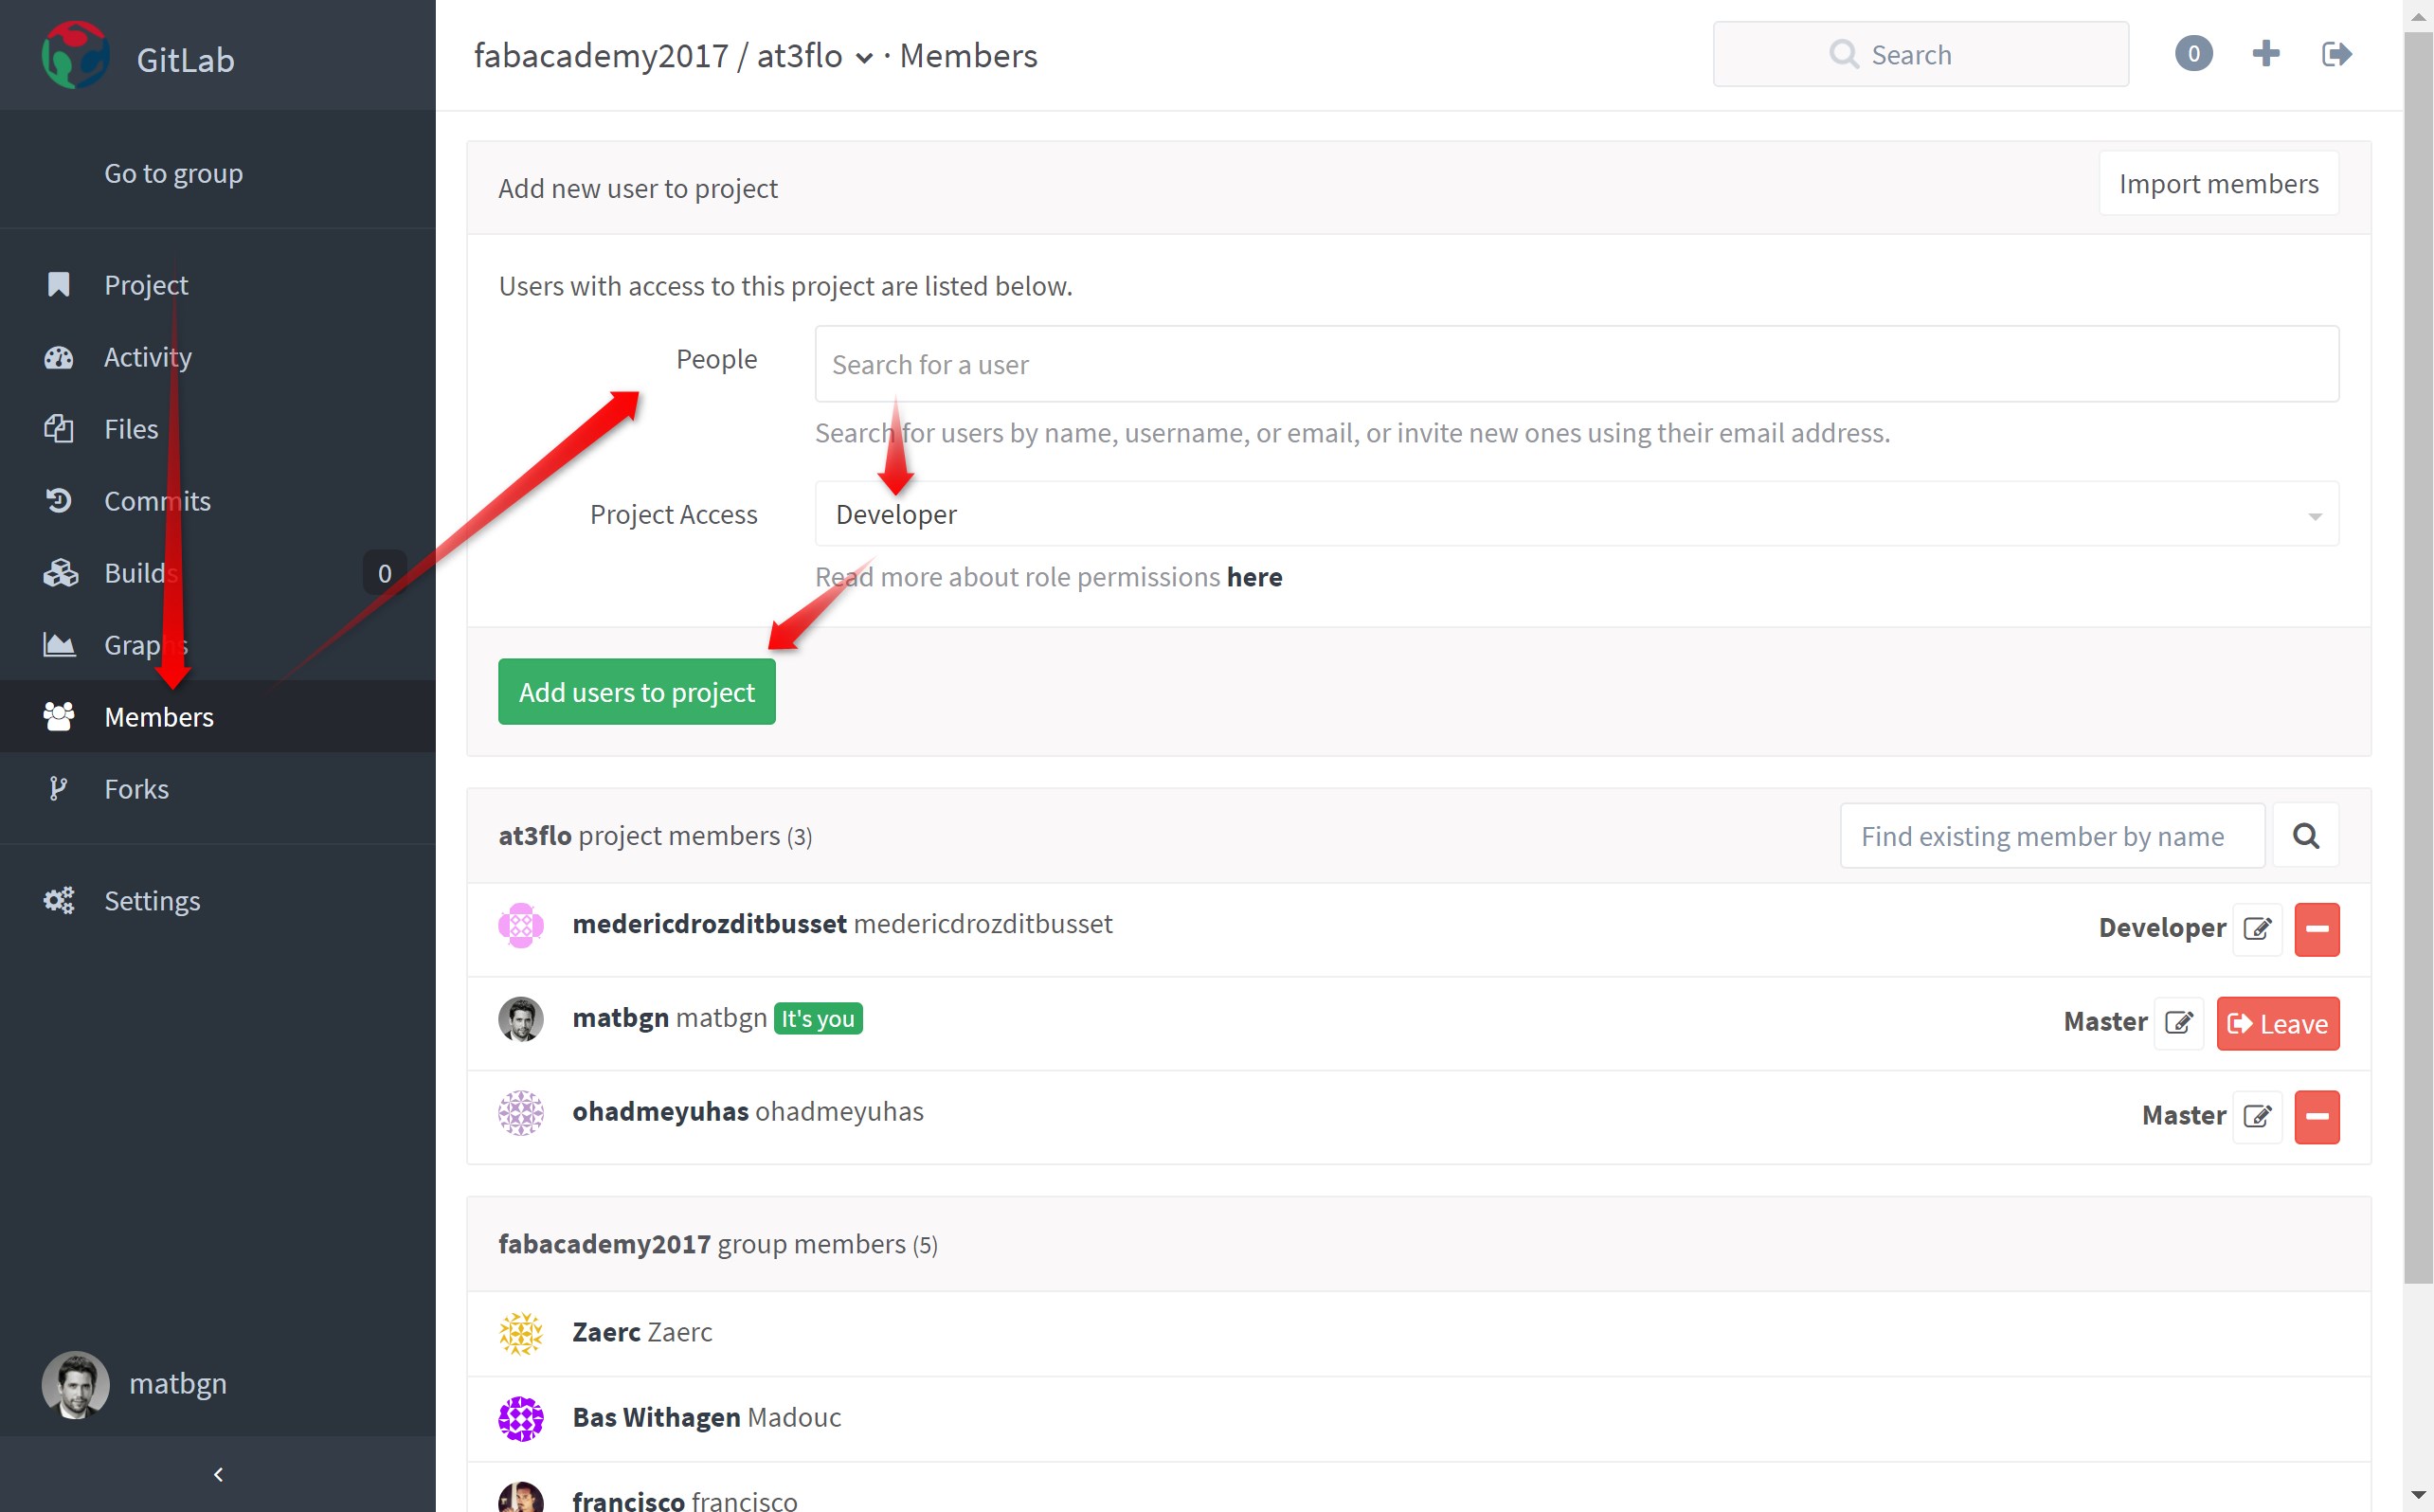 GitLab
fabacademy2017 / at3flo · Members
Search
0
Go to group
Project
Activity
Files
Commits
Builds
0
Graphs
Members
Forks
Settings
matbgn
Add new user to project
Import members
Users with access to this project are listed below.
People
Search for a user
Search for users by name, username, or email, or invite new ones using their email address.
Project Access
Developer
Read more about role permissions here
Add users to project
at3flo project members (3)
Find existing member by name
medericdrozditbusset medericdrozditbusset
Developer
matbgn matbgn It's you
Master
Leave
ohadmeyuhas ohadmeyuhas
Master
fabacademy2017 group members (5)
Zaerc Zaerc
Bas Withagen Madouc
francisco francisco